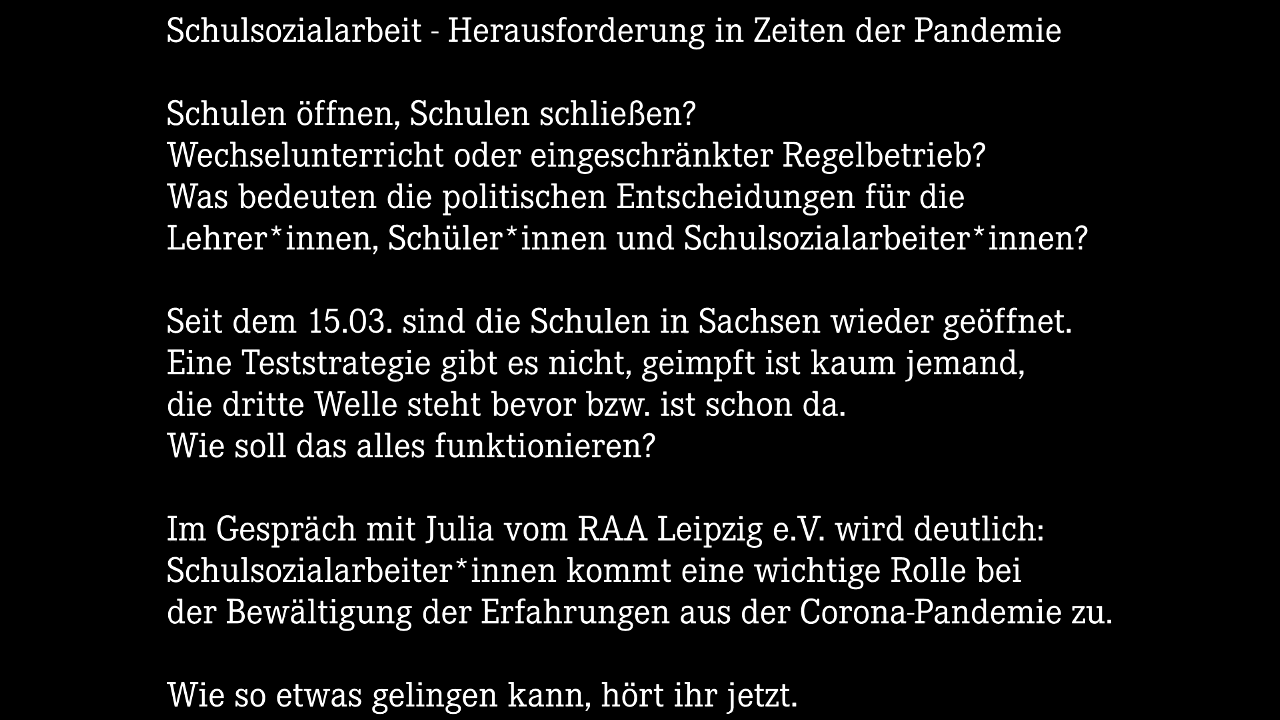 Schulsozialarbeit - Herausforderung in Zeiten der Pandemie
Schulen öffnen, Schulen schließen?
Wechselunterricht oder eingeschränkter Regelbetrieb?
Was bedeuten die politischen Entscheidungen für die
Lehrer*innen, Schüler*innen und Schulsozialarbeiter*innen?
Seit dem 15.03. sind die Schulen in Sachsen wieder geöffnet.
Eine Teststrategie gibt es nicht, geimpft ist kaum jemand,
die dritte Welle steht bevor bzw. ist schon da.
Wie soll das alles funktionieren?
Im Gespräch mit Julia vom RAA Leipzig e.V. wird deutlich:
Schulsozialarbeiter*innen kommt eine wichtige Rolle bei
der Bewältigung der Erfahrungen aus der Corona-Pandemie zu.
Wie so etwas gelingen kann, hört ihr jetzt.